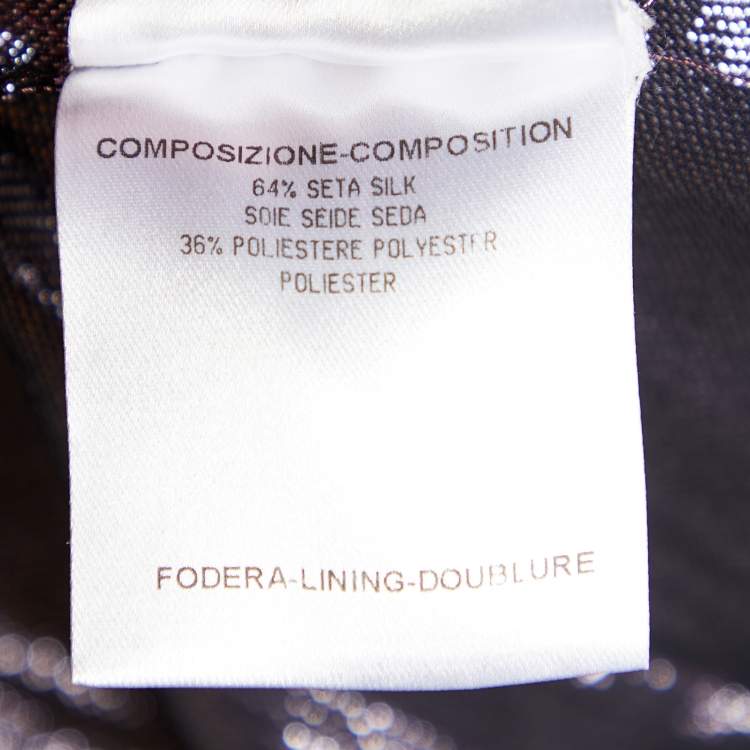 COMPOSIZIONE-COMPOSITION
64% SETA SILK
SOIE SEIDE SEDA
36% POLIESTERE POLYESTER
POLIESTER
FODERA-LINING-DOUBLURE